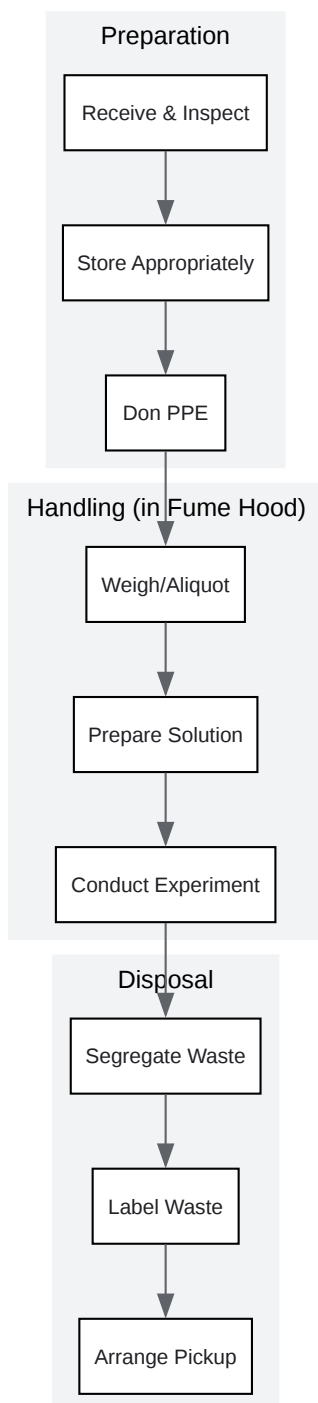 Preparation
Receive & Inspect
Store Appropriately
Don PPE
Handling (in Fume Hood)
Weigh/Aliquot
Prepare Solution
Conduct Experiment
Disposal
Segregate Waste
Label Waste
Arrange Pickup